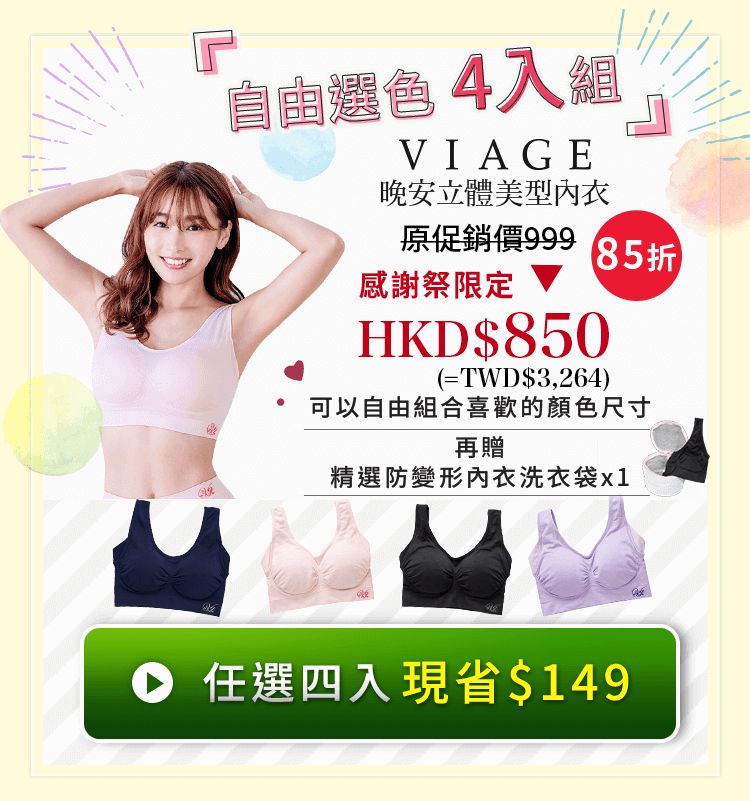 「自由選色4入組」
VIAGE
晚安立體美型內衣
原促銷價999
85折
感謝祭限定▼
HKD$850
(=TWD$3,264)
可以自由組合喜歡的顏色尺寸
再贈
精選防變形內衣洗衣袋x1
任選四入現省$149